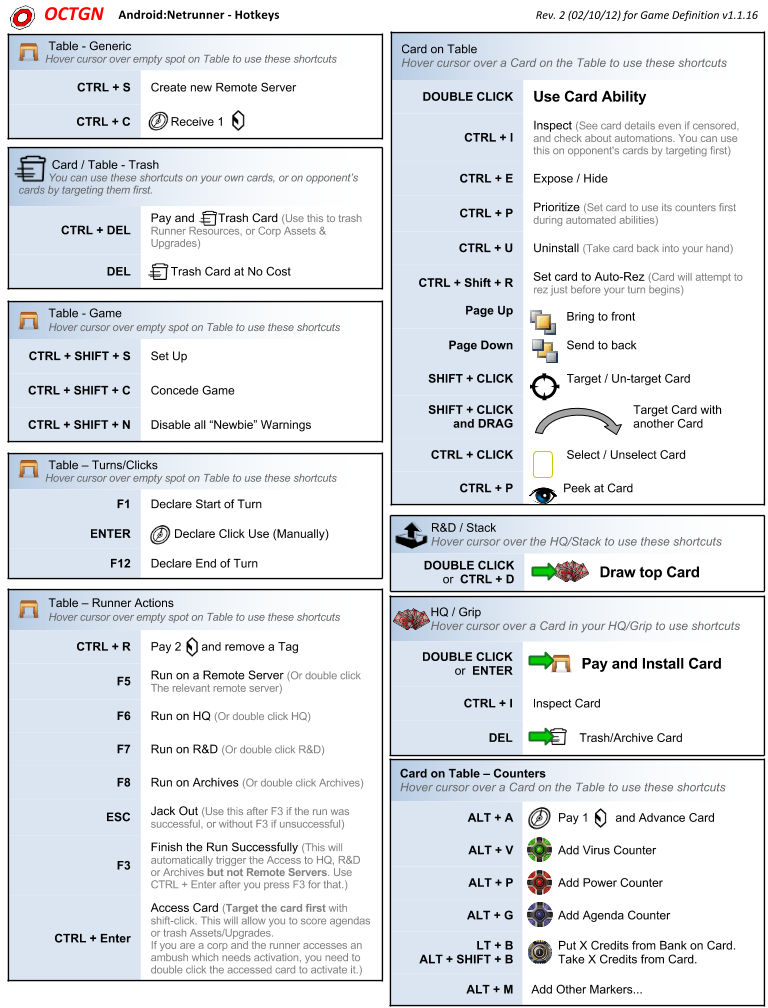 OCTGN Android:Netrunner - Hotkeys Rev. 2 (02/10/12) for Game Definition v1.1.16
Table - Generic
Hover cursor over empty spot on Table to use these shortcuts
CTRL + S Create new Remote Server
CTRL + C Receive 1
Card / Table - Trash
You can use these shortcuts on your own cards, or on opponent's
cards by targeting them first.
CTRL + DEL Pay and Trash Card (Use this to trash
Runner Resources, or Corp Assets &
Upgrades)
DEL Trash Card at No Cost
Table - Game
Hover cursor over empty spot on Table to use these shortcuts
CTRL + SHIFT + S Set Up
CTRL + SHIFT + C Concede Game
CTRL + SHIFT + N Disable all “Newbie” Warnings
Table – Turns/Clicks
Hover cursor over empty spot on Table to use these shortcuts
F1 Declare Start of Turn
ENTER Declare Click Use (Manually)
F12 Declare End of Turn
Table – Runner Actions
Hover cursor over empty spot on Table to use these shortcuts
CTRL + R Pay 2 and remove a Tag
F5 Run on a Remote Server (Or double click
The relevant remote server)
F6 Run on HQ (Or double click HQ)
F7 Run on R&D (Or double click R&D)
F8 Run on Archives (Or double click Archives)
ESC Jack Out (Use this after F3 if the run was
successful, or without F3 if unsuccessful)
F3 Finish the Run Successfully (This will
automatically trigger the Access to HQ, R&D
or Archives but not Remote Servers. Use
CTRL + Enter after you press F3 for that.)
CTRL + Enter Access Card (Target the card first with
shift-click. This will allow you to score agendas
or trash Assets/Upgrades.
If you are a corp and the runner accesses an
ambush which needs activation, you need to
double click the accessed card to activate it.)
Card on Table
Hover cursor over a Card on the Table to use these shortcuts
DOUBLE CLICK Use Card Ability
CTRL + I Inspect (See card details even if censored,
and check about automations. You can use
this on opponent's cards by targeting first)
CTRL + E Expose / Hide
CTRL + P Prioritize (Set card to use its counters first
during automated abilities)
CTRL + U Uninstall (Take card back into your hand)
CTRL + Shift + R Set card to Auto-Rez (Card will attempt to
rez just before your turn begins)
Page Up Bring to front
Page Down Send to back
SHIFT + CLICK Target / Un-target Card
SHIFT + CLICK Target Card with
and DRAG another Card
CTRL + CLICK Select / Unselect Card
CTRL + P Peek at Card
R&D / Stack
Hover cursor over the HQ/Stack to use these shortcuts
DOUBLE CLICK
or CTRL + D Draw top Card
HQ / Grip
Hover cursor over a Card in your HQ/Grip to use shortcuts
DOUBLE CLICK
or ENTER Pay and Install Card
CTRL + I Inspect Card
DEL Trash/Archive Card
Card on Table – Counters
Hover cursor over a Card on the Table to use these shortcuts
ALT + A Pay 1 and Advance Card
ALT + V Add Virus Counter
ALT + P Add Power Counter
ALT + G Add Agenda Counter
LT + B Put X Credits from Bank on Card.
ALT + SHIFT + B Take X Credits from Card.
ALT + M Add Other Markers...